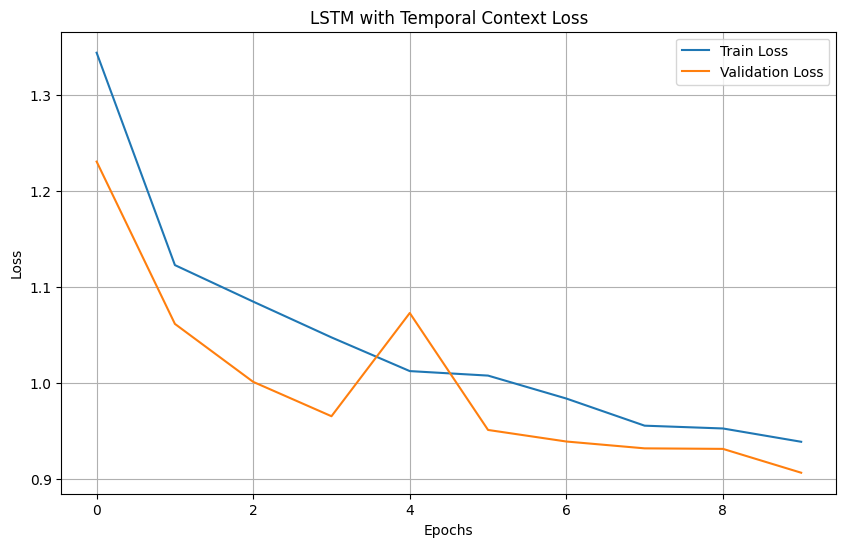 LSTM with Temporal Context Loss
Train Loss
Validation Loss
1.3
1.2
1.1
1.0
0.9
Loss
0
2
4
6
8
Epochs